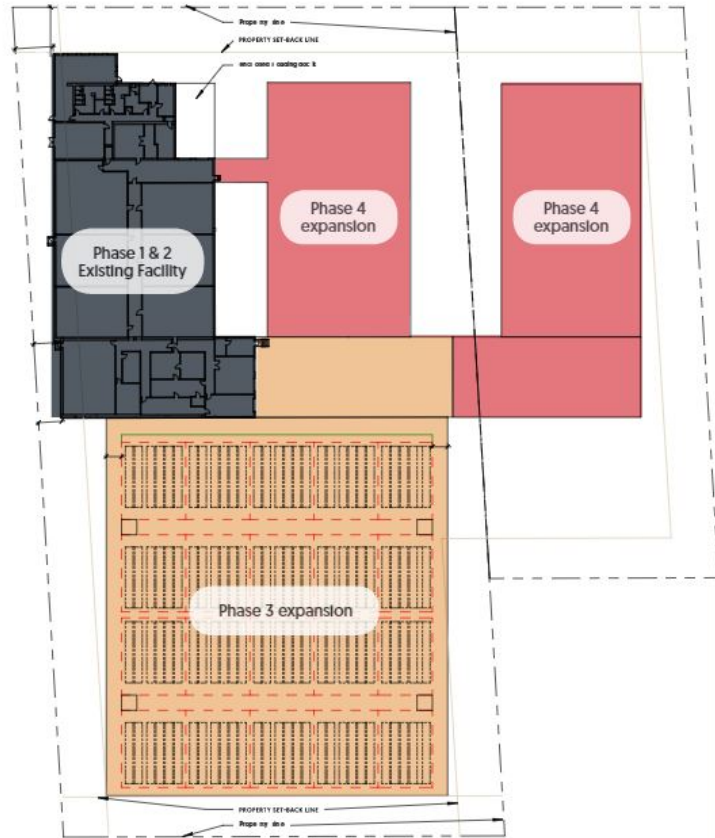 Property line
PROPERTY SET-BACK LINE
Phase 4
expansion
Phase 4
expansion
Phase 1 & 2
Existing Facility
Phase 3 expansion
PROPERTY SET-BACK LINE
Property line